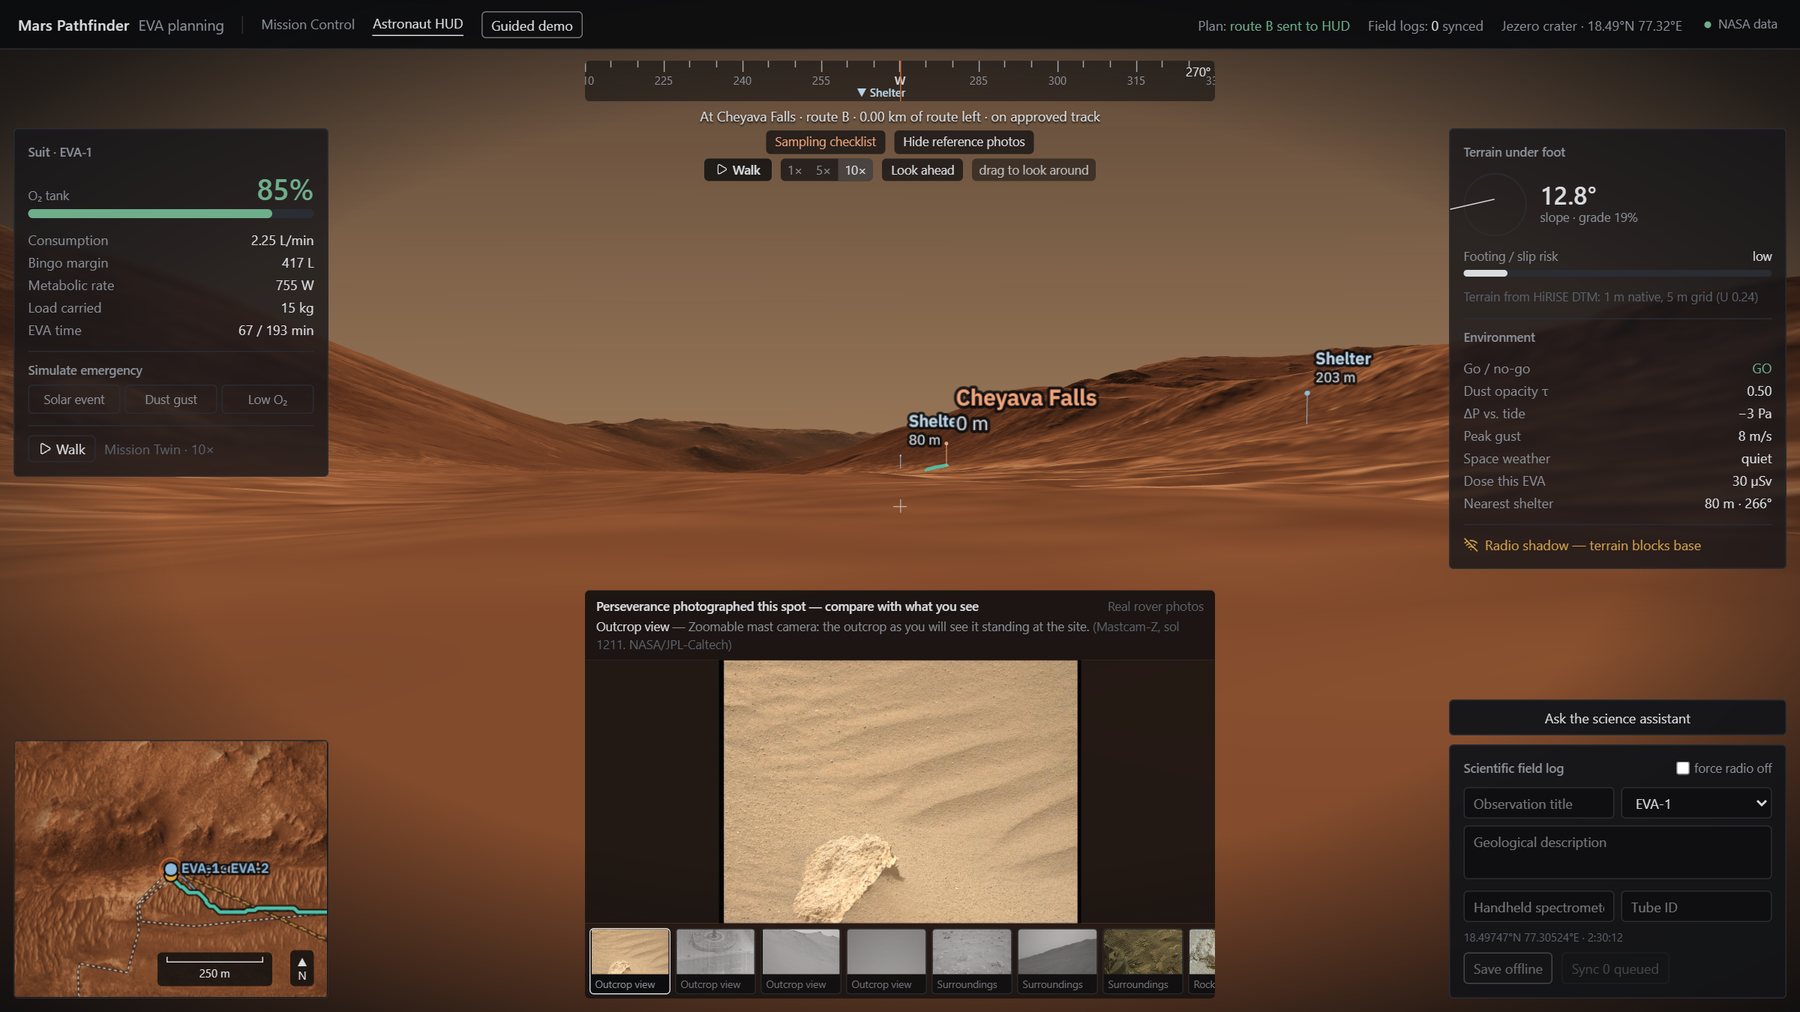 Mars Pathfinder EVA planning Mission Control Astronaut HUD Guided demo Plan: route B sent to HUD Field logs: 0 synced Jezero crater · 18.49°N 77.32°E NASA data
225 240 255 W 285 300 315 270°
▼ Shelter
At Cheyava Falls · route B · 0.00 km of route left · on approved track
Sampling checklist Hide reference photos
Walk 1× 5× 10× Look ahead drag to look around
Suit · EVA-1
O₂ tank 85%
Consumption 2.25 L/min
Bingo margin 417 L
Metabolic rate 755 W
Load carried 15 kg
EVA time 67 / 193 min
Simulate emergency
Solar event Dust gust Low O₂
Walk Mission Twin · 10×
Terrain under foot
12.8°
slope · grade 19%
Footing / slip risk low
Terrain from HiRISE DTM: 1 m native, 5 m grid (U 0.24)
Environment
Go / no-go GO
Dust opacity τ 0.50
ΔP vs. tide −3 Pa
Peak gust 8 m/s
Space weather quiet
Dose this EVA 30 µSv
Nearest shelter 80 m · 266°
Radio shadow — terrain blocks base
Shelter
203 m
Cheyava Falls
0 m
Shelte
80 m
Perseverance photographed this spot — compare with what you see Real rover photos
Outcrop view — Zoomable mast camera: the outcrop as you will see it standing at the site. (Mastcam-Z, sol
1211. NASA/JPL-Caltech)
Outcrop view Outcrop view Outcrop view Outcrop view Surroundings Surroundings Surroundings Rock
EVA-1 EVA-2
250 m
▲
N
Ask the science assistant
Scientific field log force radio off
Observation title EVA-1
Geological description
Handheld spectromet Tube ID
18.49747°N 77.30524°E · 2:30:12
Save offline Sync 0 queued